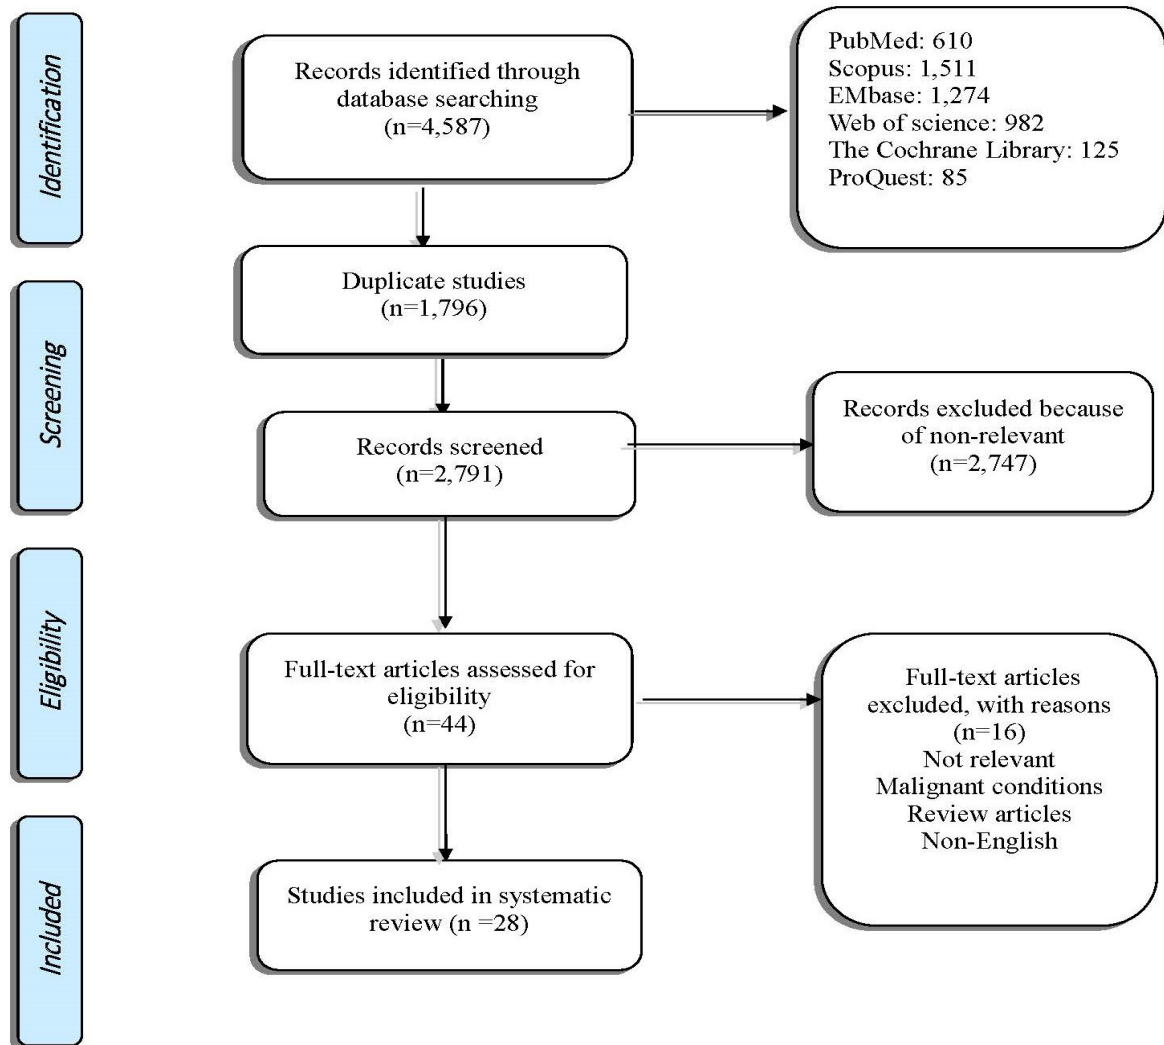 Identification
Records identified through
database searching
(n=4,587)
PubMed: 610
Scopus: 1,511
EMbase: 1,274
Web of science: 982
The Cochrane Library: 125
ProQuest: 85
Duplicate studies
(n=1,796)
Screening
Records screened
(n=2,791)
Records excluded because
of non-relevant
(n=2,747)
Eligibility
Full-text articles assessed for
eligibility
(n=44)
Full-text articles
excluded, with reasons
(n=16)
Not relevant
Malignant conditions
Review articles
Non-English
Included
Studies included in systematic
review (n =28)